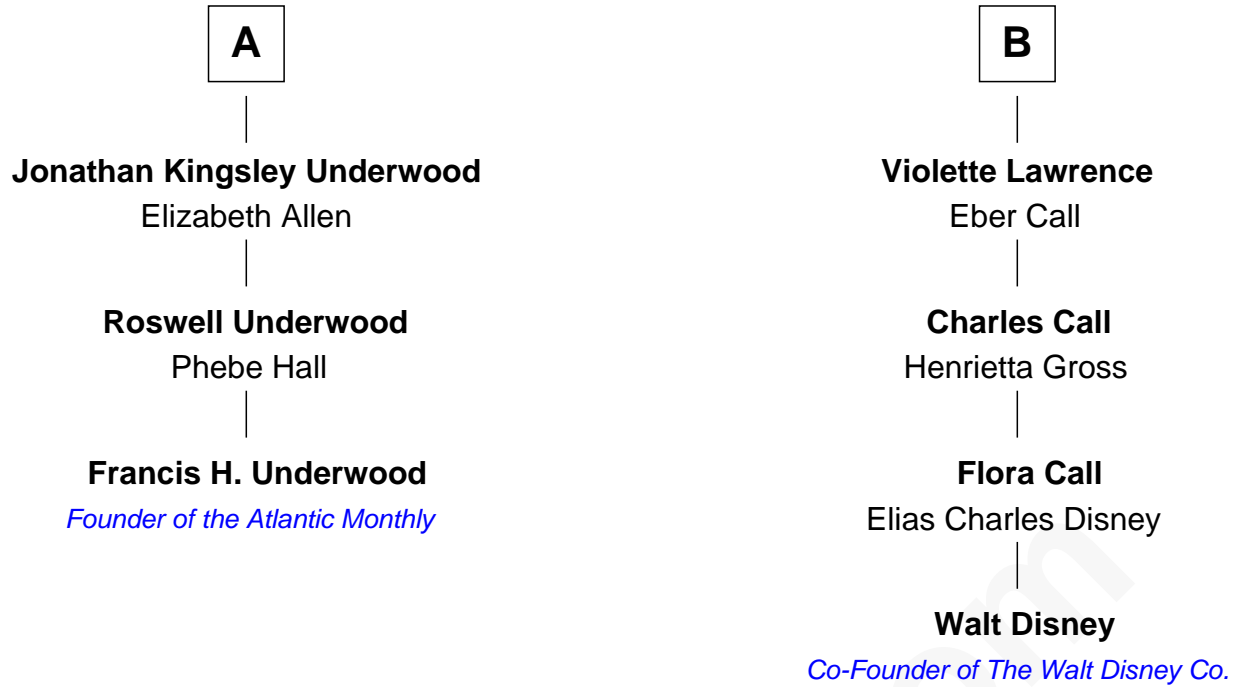 A
Jonathan Kingsley Underwood
Elizabeth Allen
Roswell Underwood
Phebe Hall
Francis H. Underwood
Founder of the Atlantic Monthly
B
Violette Lawrence
Eber Call
Charles Call
Henrietta Gross
Flora Call
Elias Charles Disney
Walt Disney
Co-Founder of The Walt Disney Co.